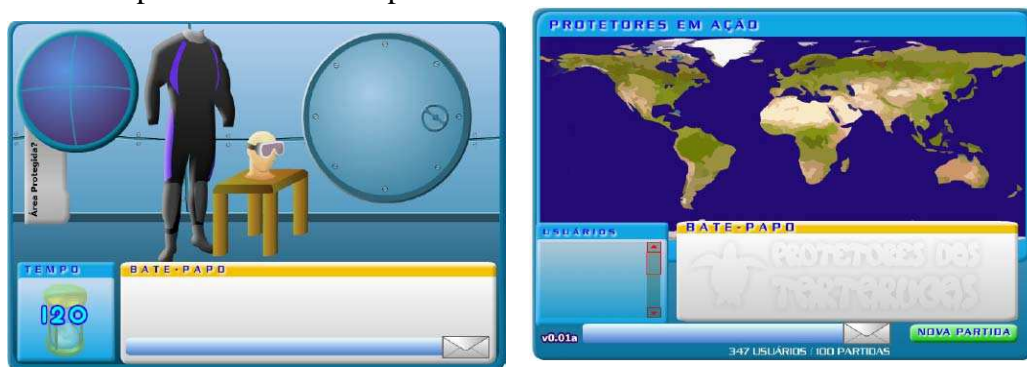 Área Protegida?
TEMPO
120
BATE-PAPO
PROTETORES EM AÇÃO
USUÁRIOS
BATE-PAPO
PROTETORES DAS
TARTARUGAS
v0.01a
NOVA PARTIDA
347 USUÁRIOS / 100 PARTIDAS